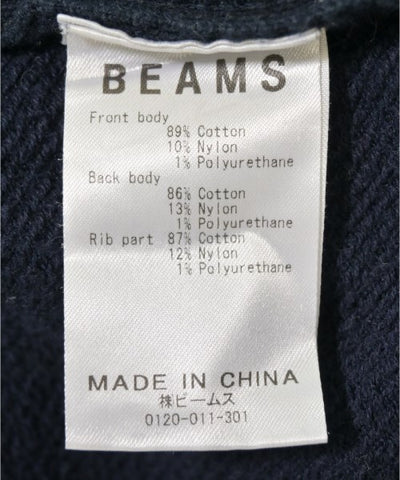 BEAMS
Front body
89% Cotton
10% Nylon
1% Polyurethane
Back body
86% Cotton
13% Nylon
1% Polyurethane
Rib part 87% Cotton
12% Nylon
1% Polyurethane
MADE IN CHINA
㈱ビームス
0120-011-301